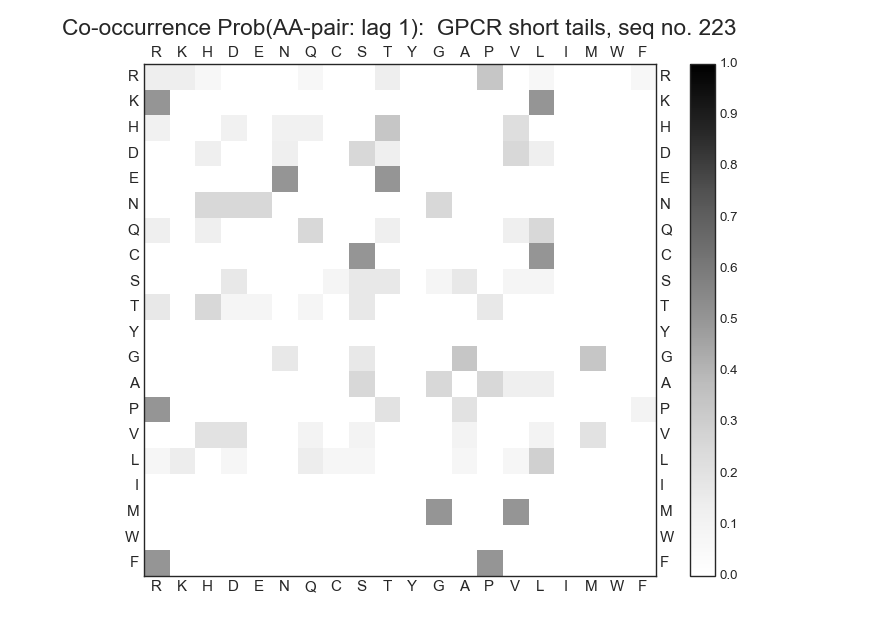 Co-occurrence Prob(AA-pair: lag 1):  GPCR short tails, seq no. 223
R K H D E N Q C S T Y G A P V L I M W F
R R 1.0
K K 0.9
H H
D D 0.8
E E
N N 0.7
Q Q
C C 0.6
S S
T T 0.5
Y Y
G G 0.4
A A
P P 0.3
V V
L L 0.2
I I
M M 0.1
W W
F F 0.0
R K H D E N Q C S T Y G A P V L I M W F